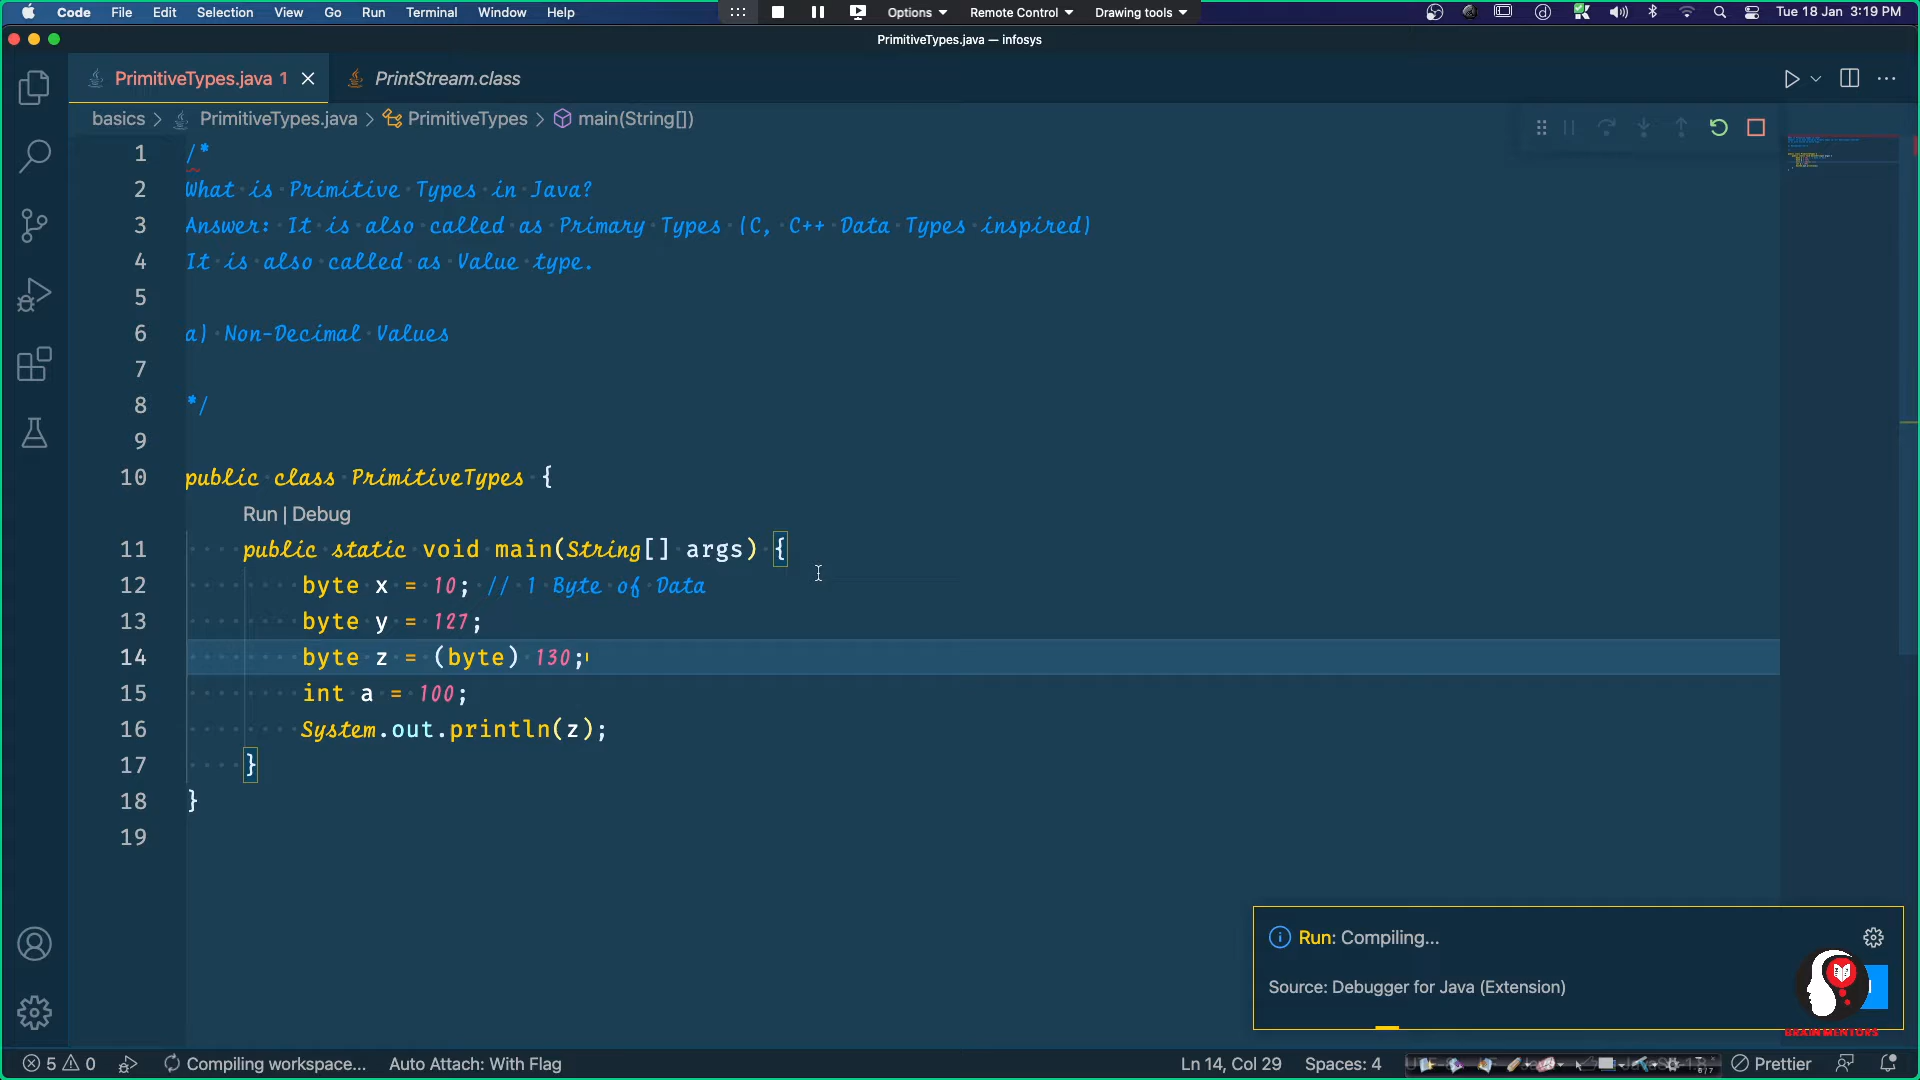 Code File Edit Selection View Go Run Terminal Window Help Options Remote Control Drawing tools Tue 18 Jan 3:19 PM
PrimitiveTypes.java — infosys
PrimitiveTypes.java 1 PrintStream.class
basics > PrimitiveTypes.java > PrimitiveTypes > main(String[])
1 /*
2 What is Primitive Types in Java?
3 Answer: It is also called as Primary Types (C, C++ Data Types inspired)
4 It is also called as Value type.
5
6 a) Non-Decimal Values
7
8 */
9
10 public class PrimitiveTypes {
Run | Debug
11 public static void main(String[] args) {
12 byte x = 10; // 1 Byte of Data
13 byte y = 127;
14 byte z = (byte) 130;
15 int a = 100;
16 System.out.println(z);
17 }
18 }
19
Run: Compiling...
Source: Debugger for Java (Extension)
BRAIN MENTORS
5 0 Compiling workspace... Auto Attach: With Flag Ln 14, Col 29 Spaces: 4 Prettier